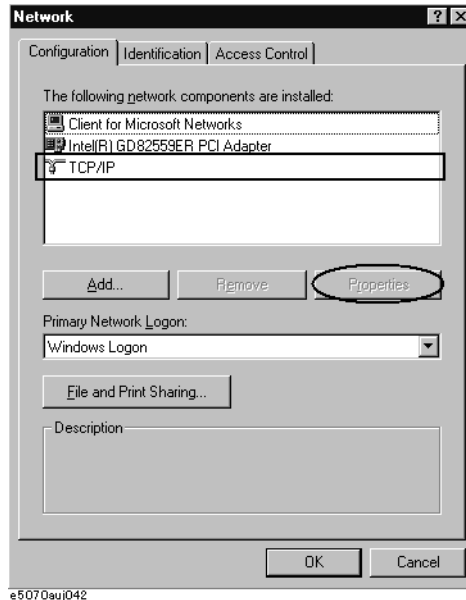 Network
Configuration Identification Access Control
The following network components are installed:
Client for Microsoft Networks
Intel(R) GD82559ER PCI Adapter
TCP/IP
Add... Remove Properties
Primary Network Logon:
Windows Logon
File and Print Sharing...
Description
OK Cancel
e5070auj042